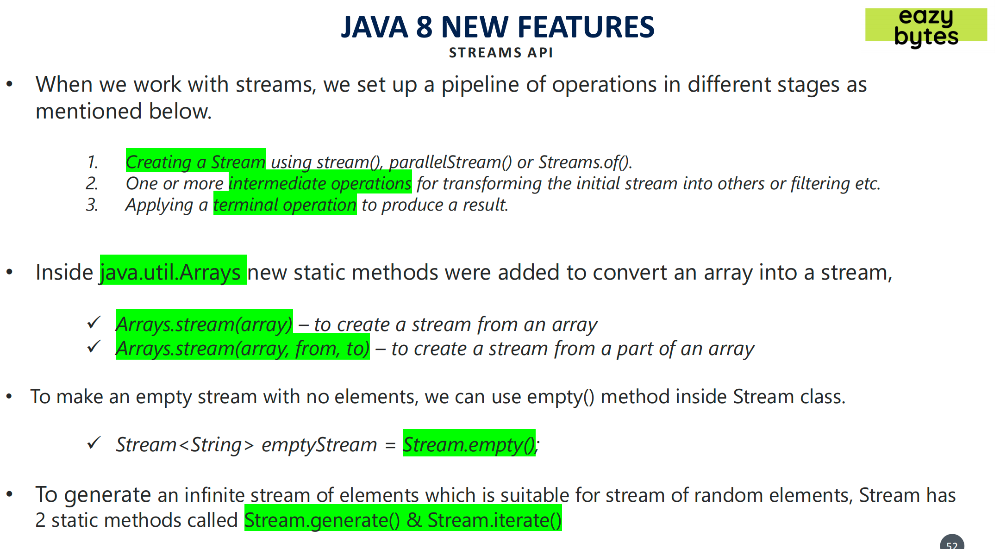 JAVA 8 NEW FEATURES
STREAMS API
eazy
bytes
• When we work with streams, we set up a pipeline of operations in different stages as
mentioned below.
1. Creating a Stream using stream(), parallelStream() or Streams.of().
2. One or more intermediate operations for transforming the initial stream into others or filtering etc.
3. Applying a terminal operation to produce a result.
• Inside java.util.Arrays new static methods were added to convert an array into a stream,
✓ Arrays.stream(array) – to create a stream from an array
✓ Arrays.stream(array, from, to) – to create a stream from a part of an array
• To make an empty stream with no elements, we can use empty() method inside Stream class.
✓ Stream<String> emptyStream = Stream.empty();
• To generate an infinite stream of elements which is suitable for stream of random elements, Stream has
2 static methods called Stream.generate() & Stream.iterate()
52